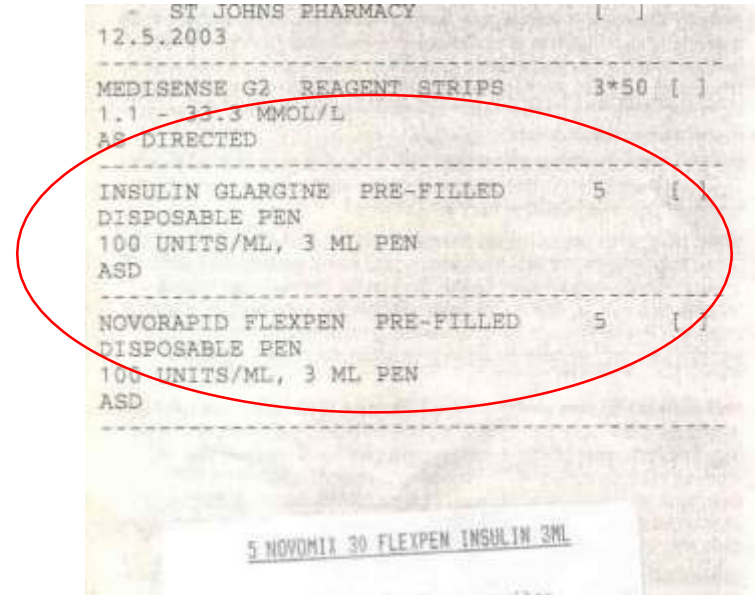 - ST JOHNS PHARMACY [ ]
12.5.2003
MEDISENSE G2 REAGENT STRIPS 3*50 [ ]
1.1 - 33.3 MMOL/L
AS DIRECTED
INSULIN GLARGINE PRE-FILLED 5 [ ]
DISPOSABLE PEN
100 UNITS/ML, 3 ML PEN
ASD
NOVORAPID FLEXPEN PRE-FILLED 5 [ ]
DISPOSABLE PEN
100 UNITS/ML, 3 ML PEN
ASD
5 NOVOMIX 30 FLEXPEN INSULIN 3ML